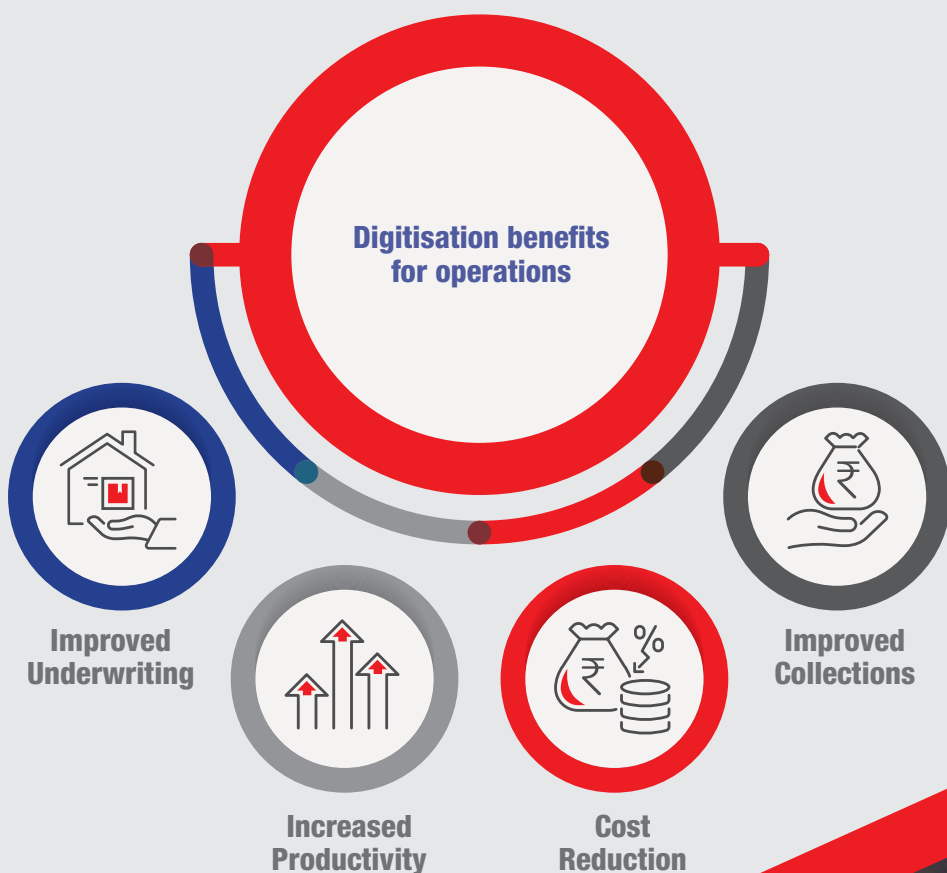 Digitisation benefits
for operations
Improved
Underwriting
Increased
Productivity
%
₹
Cost
Reduction
₹
Improved
Collections